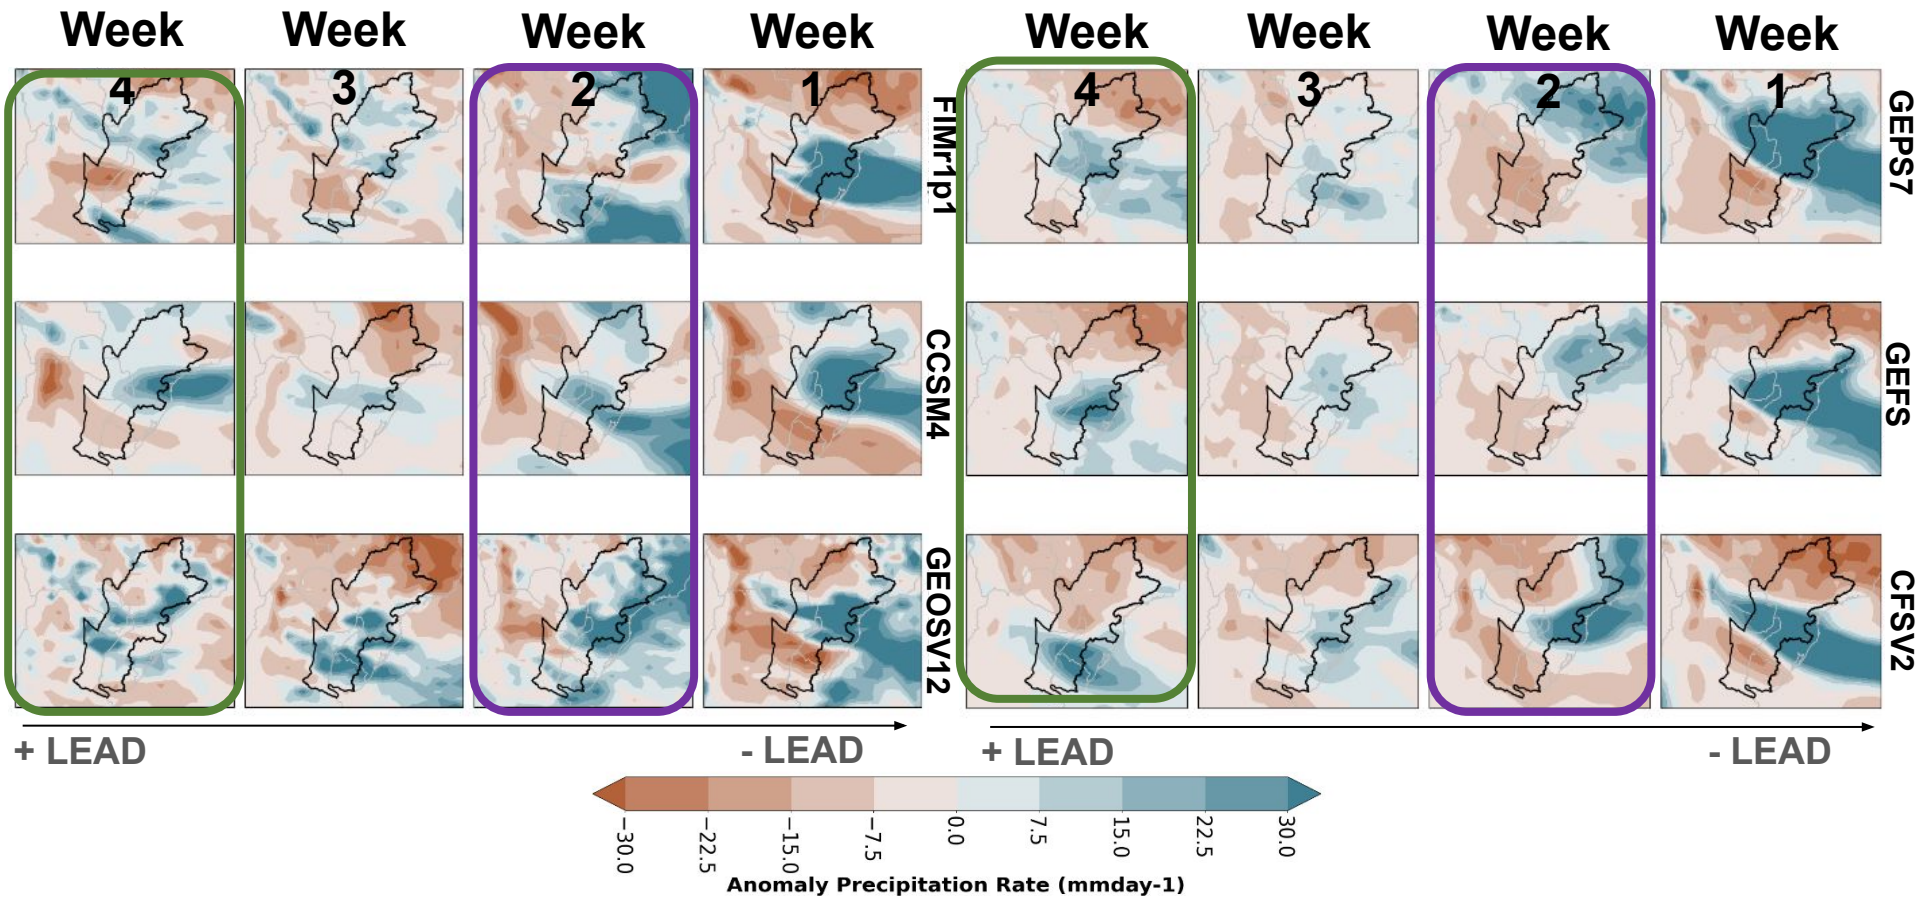 Week Week Week Week Week Week Week Week
4 3 2 1 4 3 2 1
FIMr1p1
GEPS7
CCSM4
GEFS
GEOSV12
CFSV2
+ LEAD - LEAD + LEAD - LEAD
−30.0 −22.5 −15.0 −7.5 0.0 7.5 15.0 22.5 30.0
Anomaly Precipitation Rate (mmday-1)